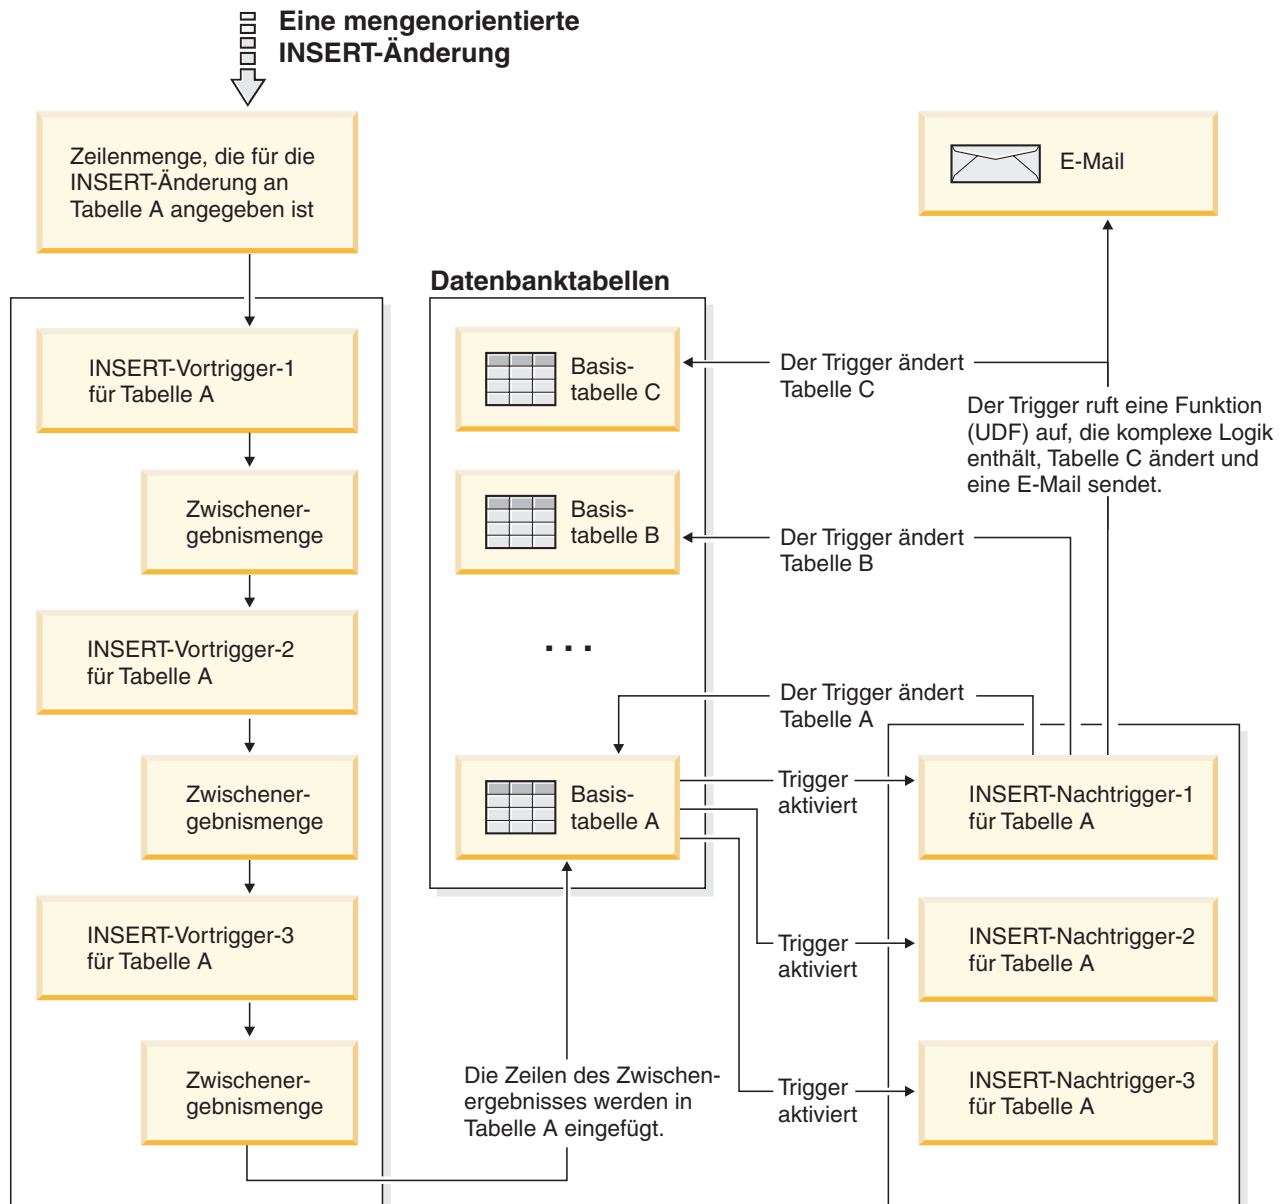 Eine mengenorientierte
INSERT-Änderung
Zeilenmenge, die für die
INSERT-Änderung an
Tabelle A angegeben ist
INSERT-Vortrigger-1
für Tabelle A
Zwischener-
gebnismenge
INSERT-Vortrigger-2
für Tabelle A
Zwischener-
gebnismenge
INSERT-Vortrigger-3
für Tabelle A
Zwischener-
gebnismenge
Die Zeilen des Zwischen-
ergebnisses werden in
Tabelle A eingefügt.
Datenbanktabellen
Basis-
tabelle C
Basis-
tabelle B
...
Basis-
tabelle A
Der Trigger ändert
Tabelle C
Der Trigger ändert
Tabelle B
Der Trigger ändert
Tabelle A
Trigger
aktiviert
Trigger
aktiviert
Trigger
aktiviert
E-Mail
Der Trigger ruft eine Funktion
(UDF) auf, die komplexe Logik
enthält, Tabelle C ändert und
eine E-Mail sendet.
INSERT-Nachtrigger-1
für Tabelle A
INSERT-Nachtrigger-2
für Tabelle A
INSERT-Nachtrigger-3
für Tabelle A